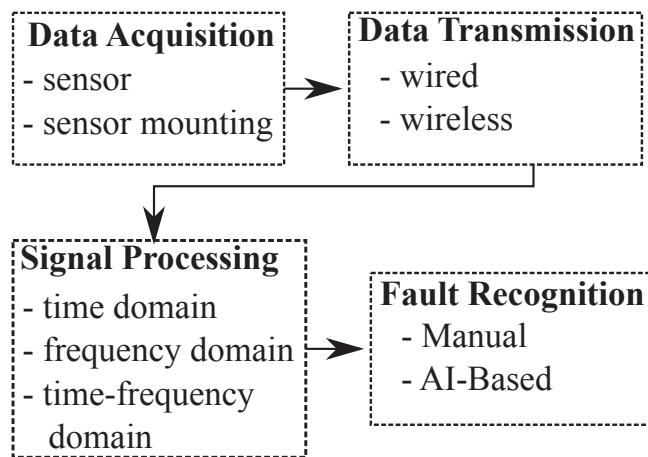 Data Acquisition
- sensor
- sensor mounting
Data Transmission
- wired
- wireless
Signal Processing
- time domain
- frequency domain
- time-frequency
domain
Fault Recognition
- Manual
- AI-Based